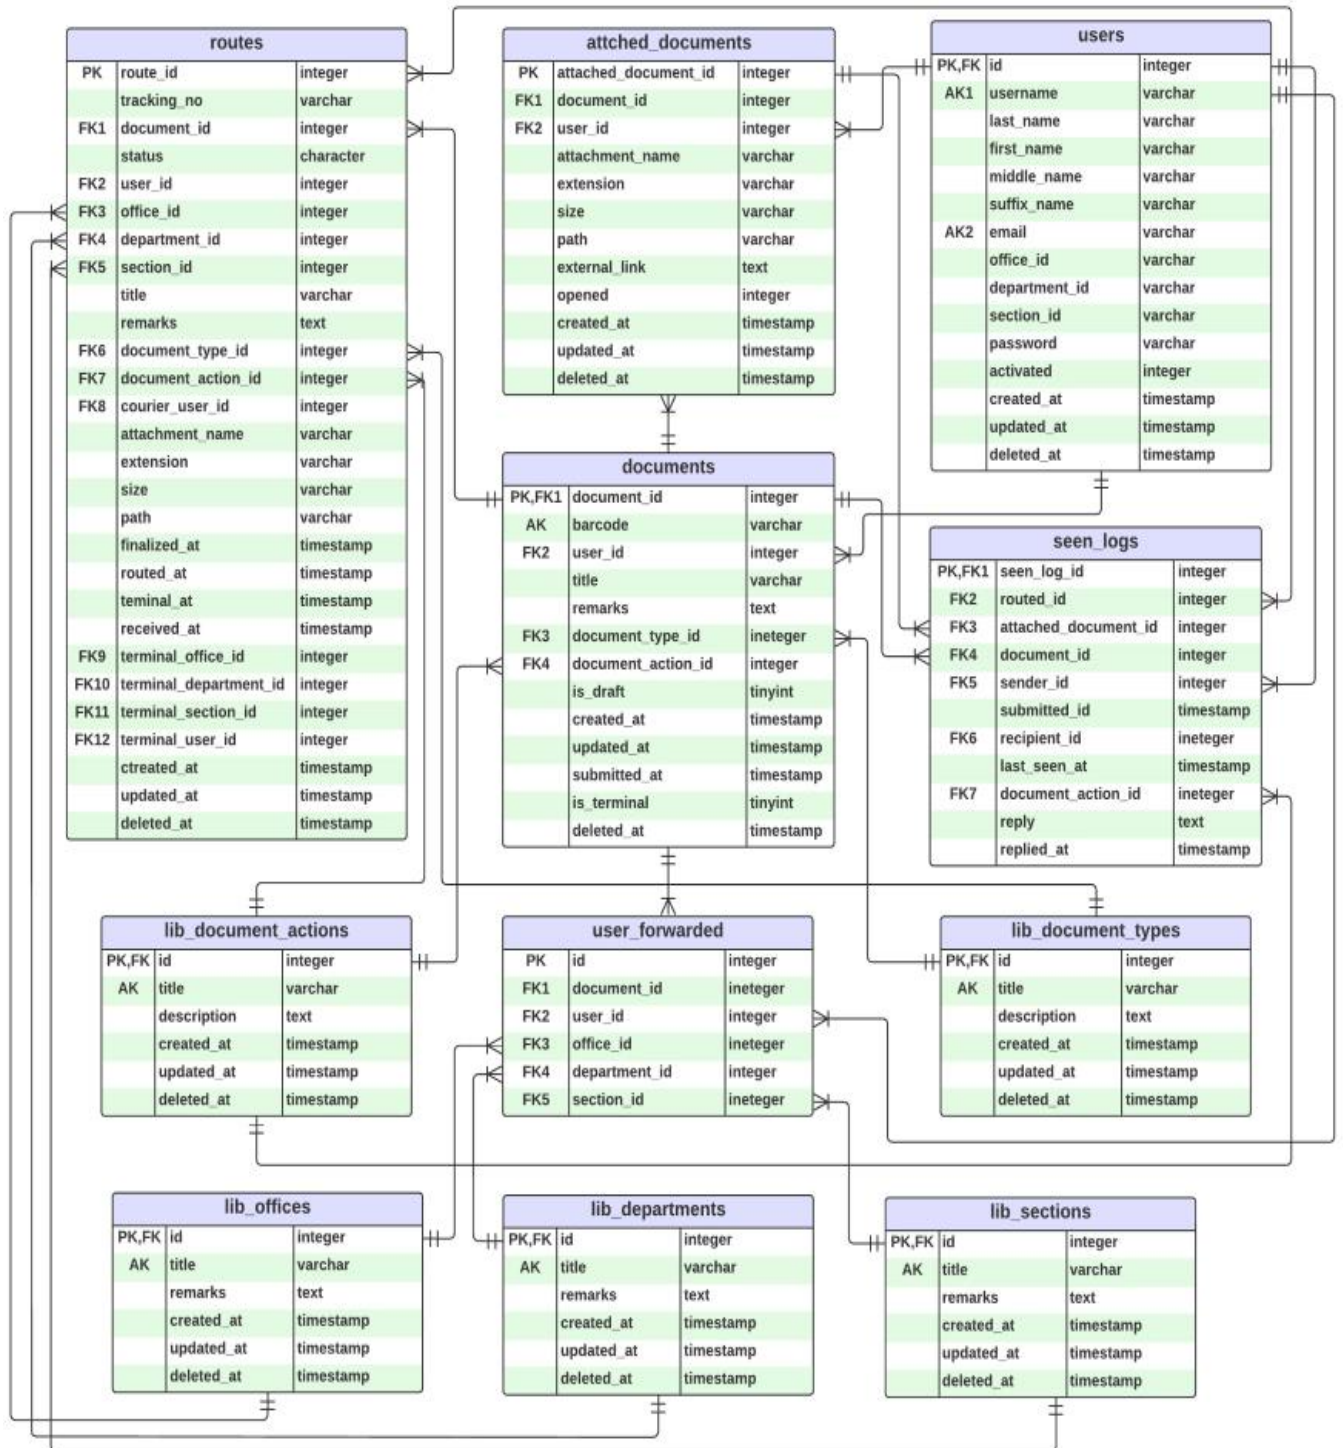 routes
PK route_id integer
tracking_no varchar
FK1 document_id integer
status character
FK2 user_id integer
FK3 office_id integer
FK4 department_id integer
FK5 section_id integer
title varchar
remarks text
FK6 document_type_id integer
FK7 document_action_id integer
FK8 courier_user_id integer
attachment_name varchar
extension varchar
size varchar
path varchar
finalized_at timestamp
routed_at timestamp
teminal_at timestamp
received_at timestamp
FK9 terminal_office_id integer
FK10 terminal_department_id integer
FK11 terminal_section_id integer
FK12 terminal_user_id integer
ctreated_at timestamp
updated_at timestamp
deleted_at timestamp
attched_documents
PK attached_document_id integer
FK1 document_id integer
FK2 user_id integer
attachment_name varchar
extension varchar
size varchar
path varchar
external_link text
opened integer
created_at timestamp
updated_at timestamp
deleted_at timestamp
users
PK,FK id integer
AK1 username varchar
last_name varchar
first_name varchar
middle_name varchar
suffix_name varchar
AK2 email varchar
office_id varchar
department_id varchar
section_id varchar
password varchar
activated integer
created_at timestamp
updated_at timestamp
deleted_at timestamp
documents
PK,FK1 document_id integer
AK barcode varchar
FK2 user_id integer
title varchar
remarks text
FK3 document_type_id ineteger
FK4 document_action_id integer
is_draft tinyint
created_at timestamp
updated_at timestamp
submitted_at timestamp
is_terminal tinyint
deleted_at timestamp
seen_logs
PK,FK1 seen_log_id integer
FK2 routed_id integer
FK3 attached_document_id integer
FK4 document_id integer
FK5 sender_id integer
submitted_id timestamp
FK6 recipient_id ineteger
last_seen_at timestamp
FK7 document_action_id ineteger
reply text
replied_at timestamp
lib_document_actions
PK,FK id integer
AK title varchar
description text
created_at timestamp
updated_at timestamp
deleted_at timestamp
user_forwarded
PK id integer
FK1 document_id ineteger
FK2 user_id integer
FK3 office_id ineteger
FK4 department_id integer
FK5 section_id ineteger
lib_document_types
PK,FK id integer
AK title varchar
description text
created_at timestamp
updated_at timestamp
deleted_at timestamp
lib_offices
PK,FK id integer
AK title varchar
remarks text
created_at timestamp
updated_at timestamp
deleted_at timestamp
lib_departments
PK,FK id integer
AK title varchar
remarks text
created_at timestamp
updated_at timestamp
deleted_at timestamp
lib_sections
PK,FK id integer
AK title varchar
remarks text
created_at timestamp
updated_at timestamp
deleted_at timestamp